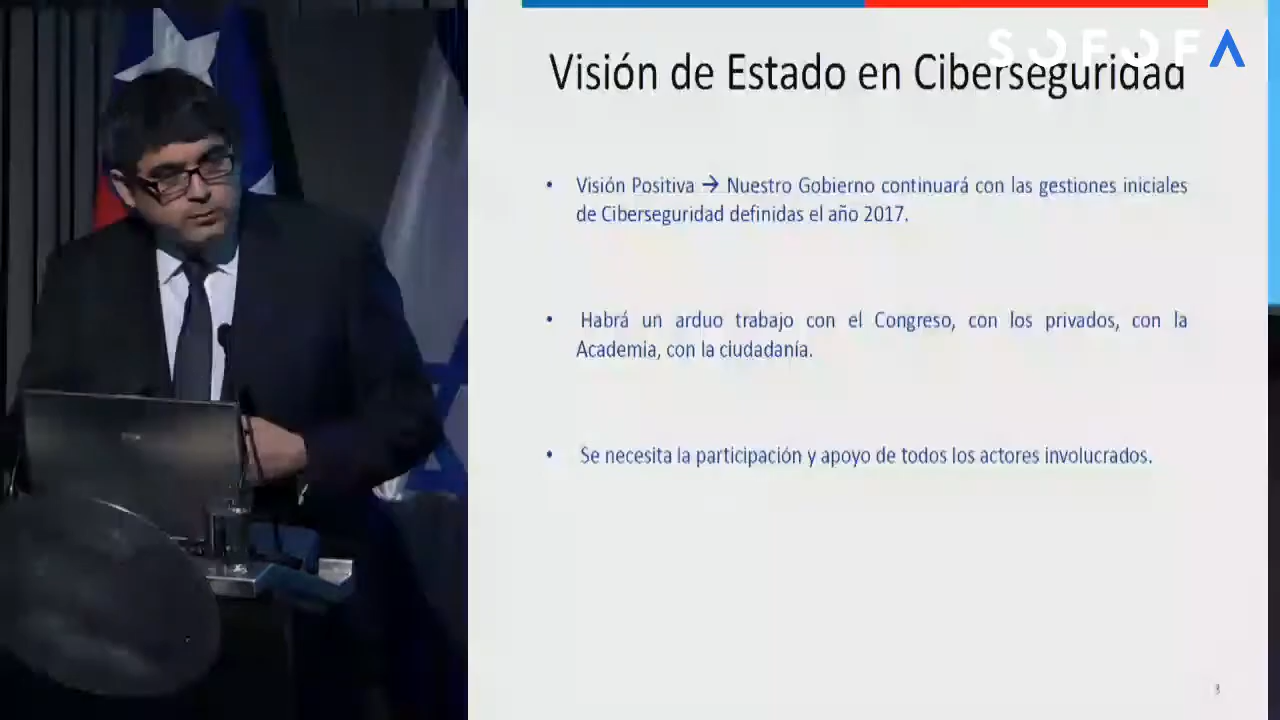 SOFOFA
Visión de Estado en Ciberseguridad
• Visión Positiva → Nuestro Gobierno continuará con las gestiones iniciales
de Ciberseguridad definidas el año 2017.
• Habrá un arduo trabajo con el Congreso, con los privados, con la
Academia, con la ciudadanía.
• Se necesita la participación y apoyo de todos los actores involucrados.
3